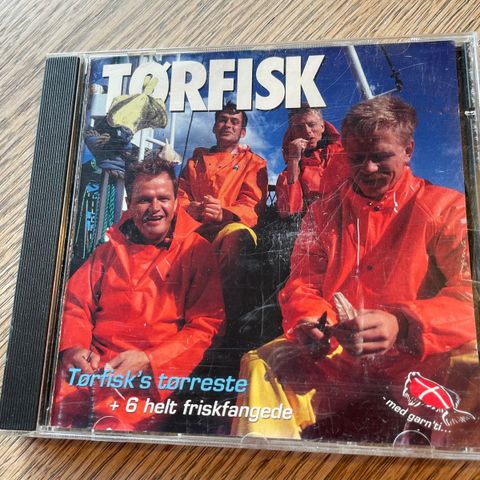 TØRFISK
Tørfisk's tørreste
+ 6 helt friskfangede
- med garn'ti...